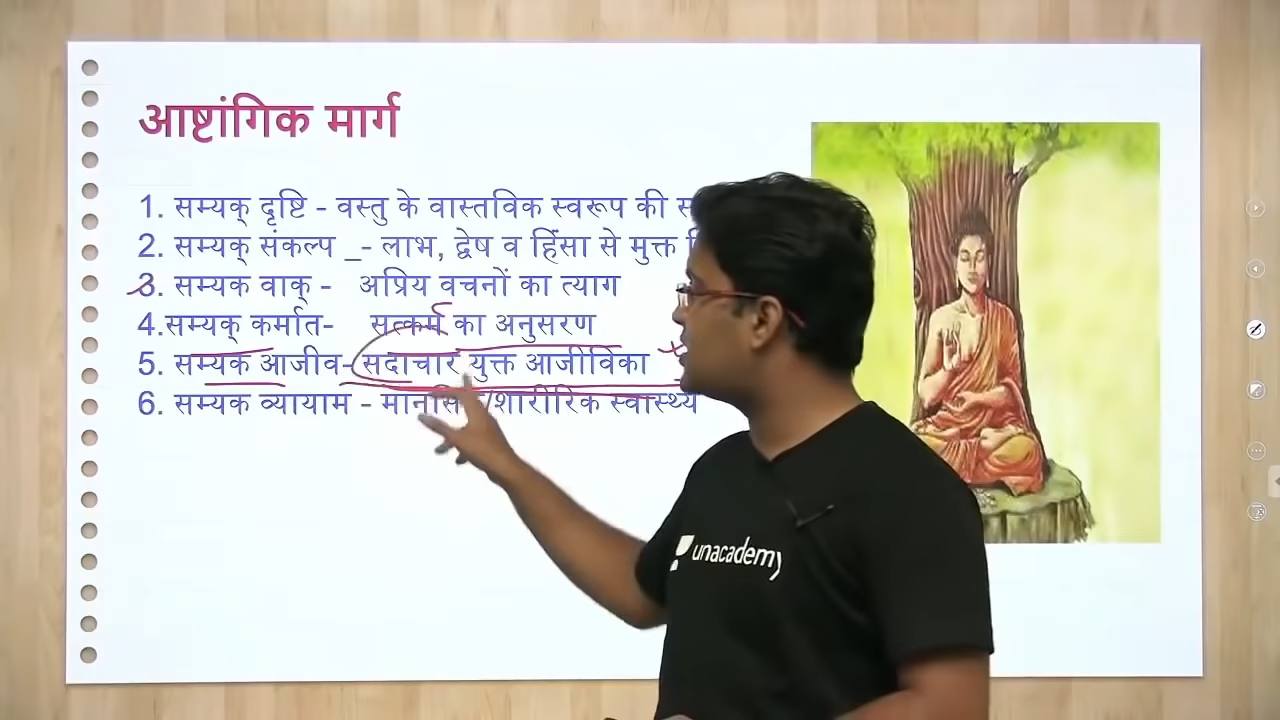 आष्टांगिक मार्ग
1. सम्यक् दृष्टि - वस्तु के वास्तविक स्वरूप की
2. सम्यक् संकल्प _- लाभ, द्वेष व हिंसा से मुक्त
3. सम्यक वाक् - अप्रिय वचनों का त्याग
4.सम्यक् कर्मात- सत्कर्म का अनुसरण
5. सम्यक आजीव- सदाचार युक्त आजीविका
6. सम्यक व्यायाम - मानसिक/शारीरिक स्वास्थ्य
unacademy